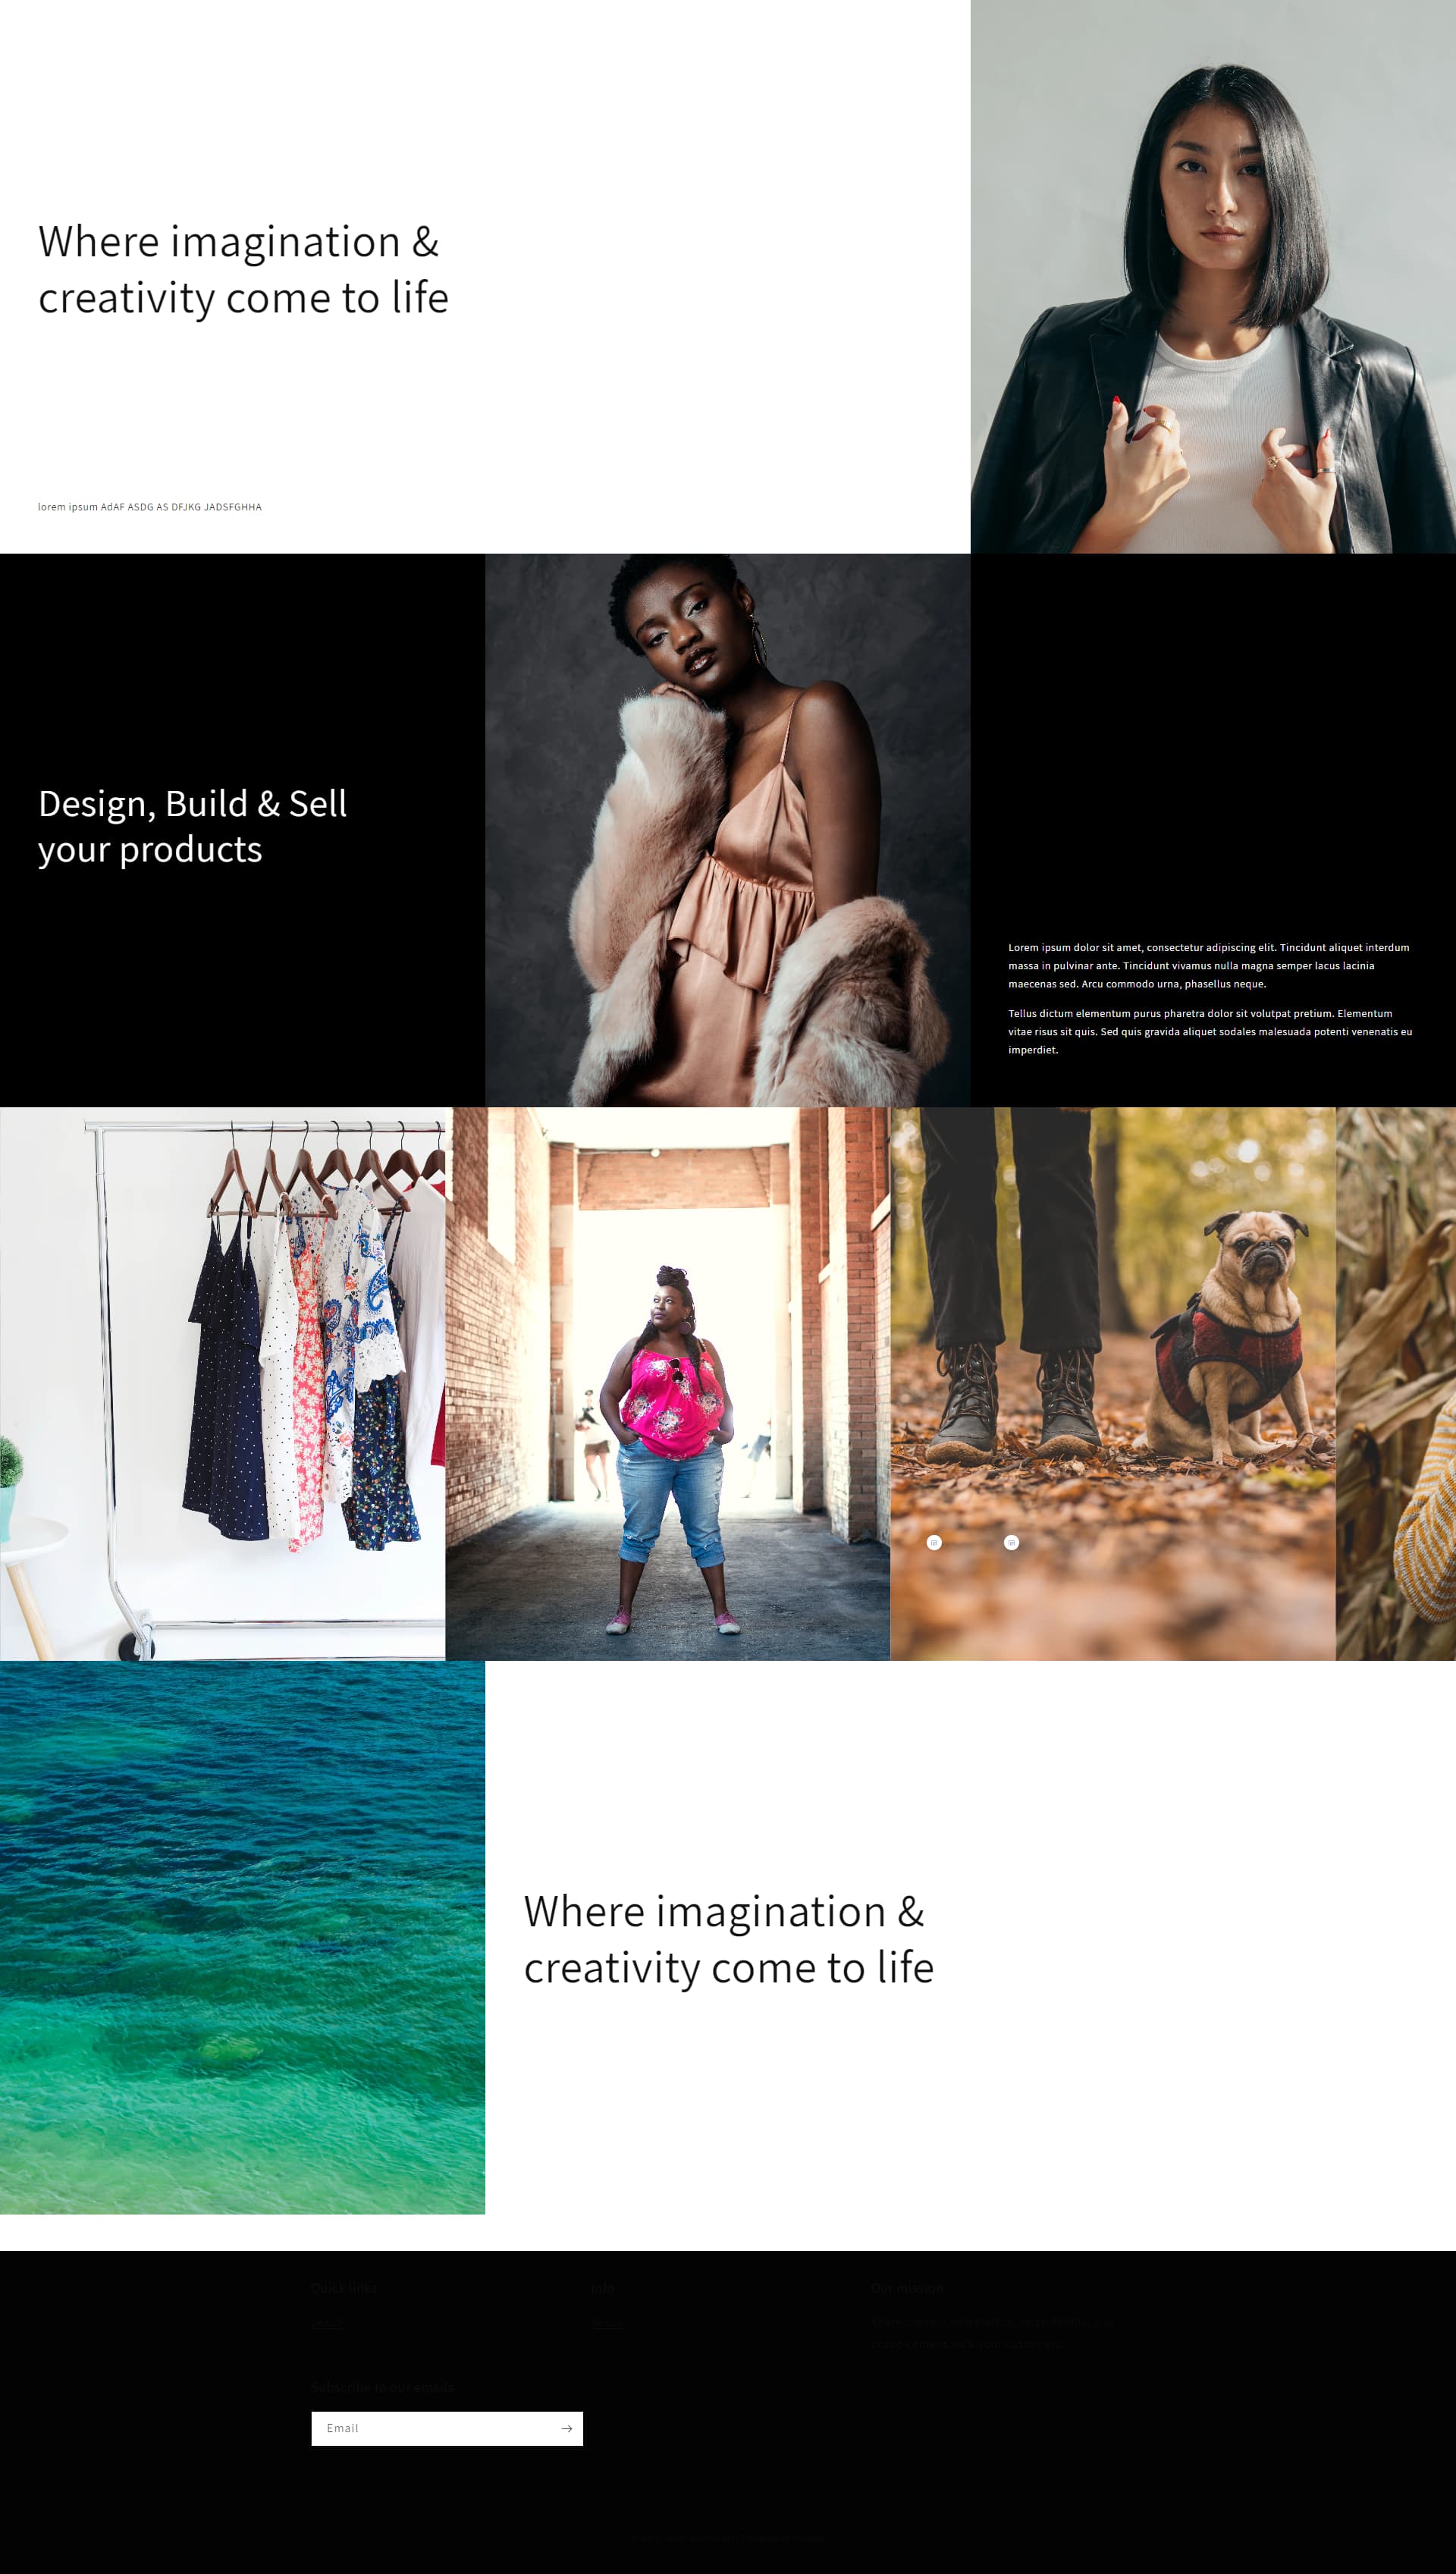 Where imagination &
creativity come to life
lorem ipsum AdAF ASDG AS DFJKG JADSFGHHA
Design, Build & Sell
your products
Lorem ipsum dolor sit amet, consectetur adipiscing elit. Tincidunt aliquet interdum
massa in pulvinar ante. Tincidunt vivamus nulla magna semper lacus lacinia
maecenas sed. Arcu commodo urna, phasellus neque.
Tellus dictum elementum purus pharetra dolor sit volutpat pretium. Elementum
vitae risus sit quis. Sed quis gravida aliquet sodales malesuada potenti venenatis eu
imperdiet.
Where imagination &
creativity come to life
Quick links
Info
Our mission
Subscribe to our emails
Email